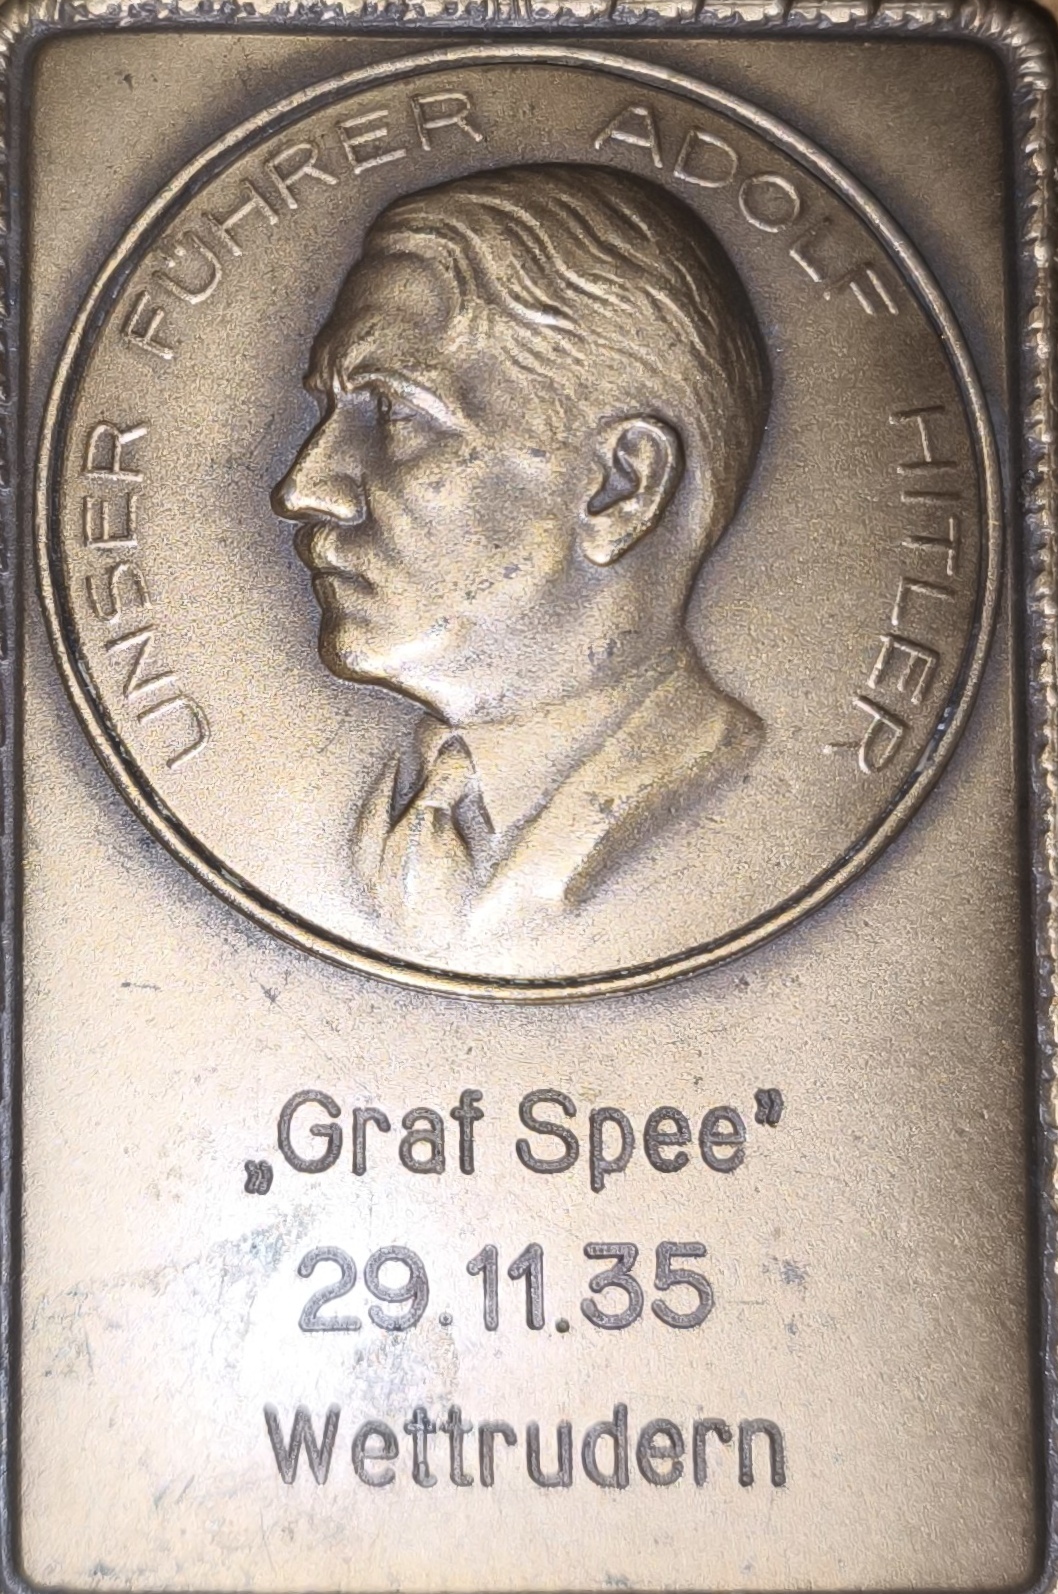 UNSER FÜHRER ADOLF HITLER
„Graf Spee”
29.11.35
Wettrudern